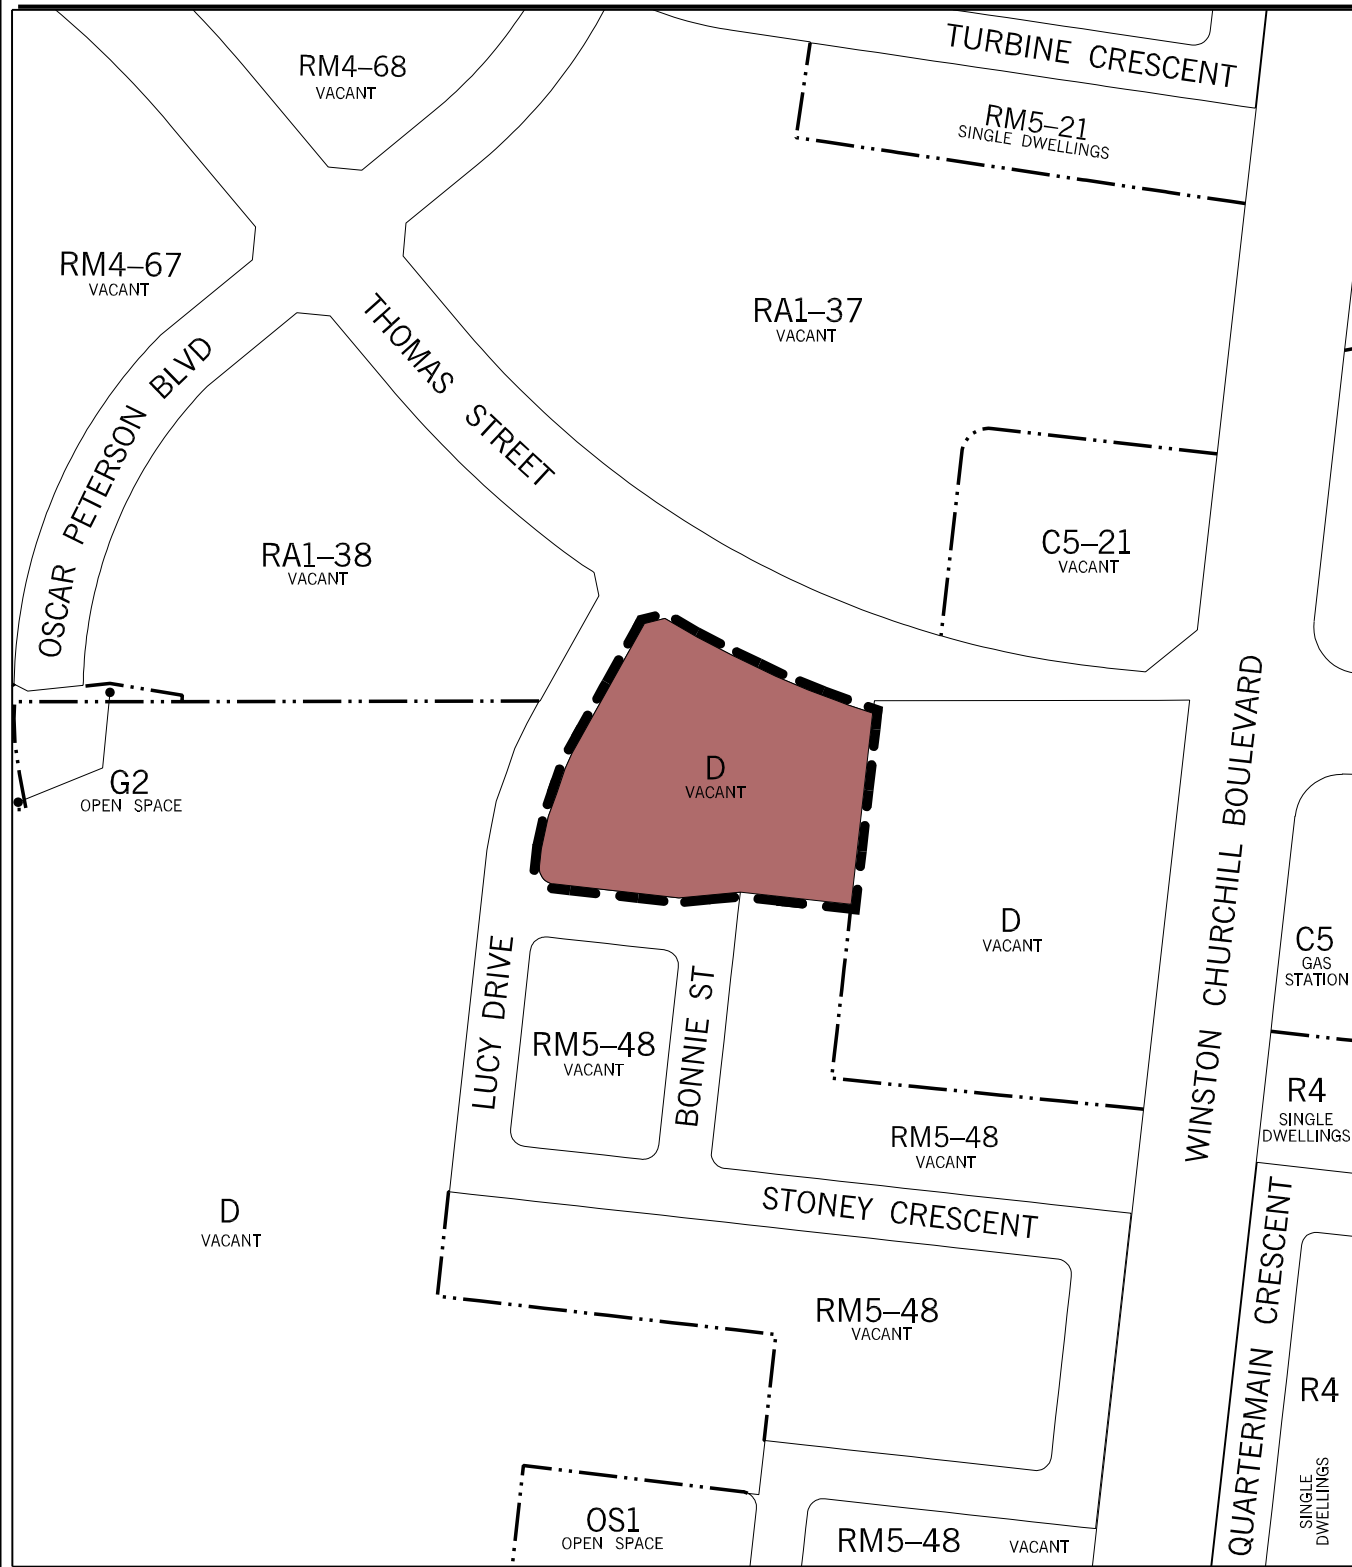 TURBINE CRESCENT
RM4–68
VACANT
RM5–21
SINGLE DWELLINGS
RM4–67
VACANT
RA1–37
VACANT
THOMAS STREET
OSCAR PETERSON BLVD
RA1–38
VACANT
C5–21
VACANT
G2
OPEN SPACE
D
VACANT
WINSTON CHURCHILL BOULEVARD
D
VACANT
C5
GAS
STATION
LUCY DRIVE
RM5–48
VACANT
BONNIE ST
R4
SINGLE
DWELLINGS
RM5–48
VACANT
STONEY CRESCENT
D
VACANT
RM5–48
VACANT
QUARTERMAIN CRESCENT
R4
SINGLE
DWELLINGS
OS1
OPEN SPACE
RM5–48 VACANT